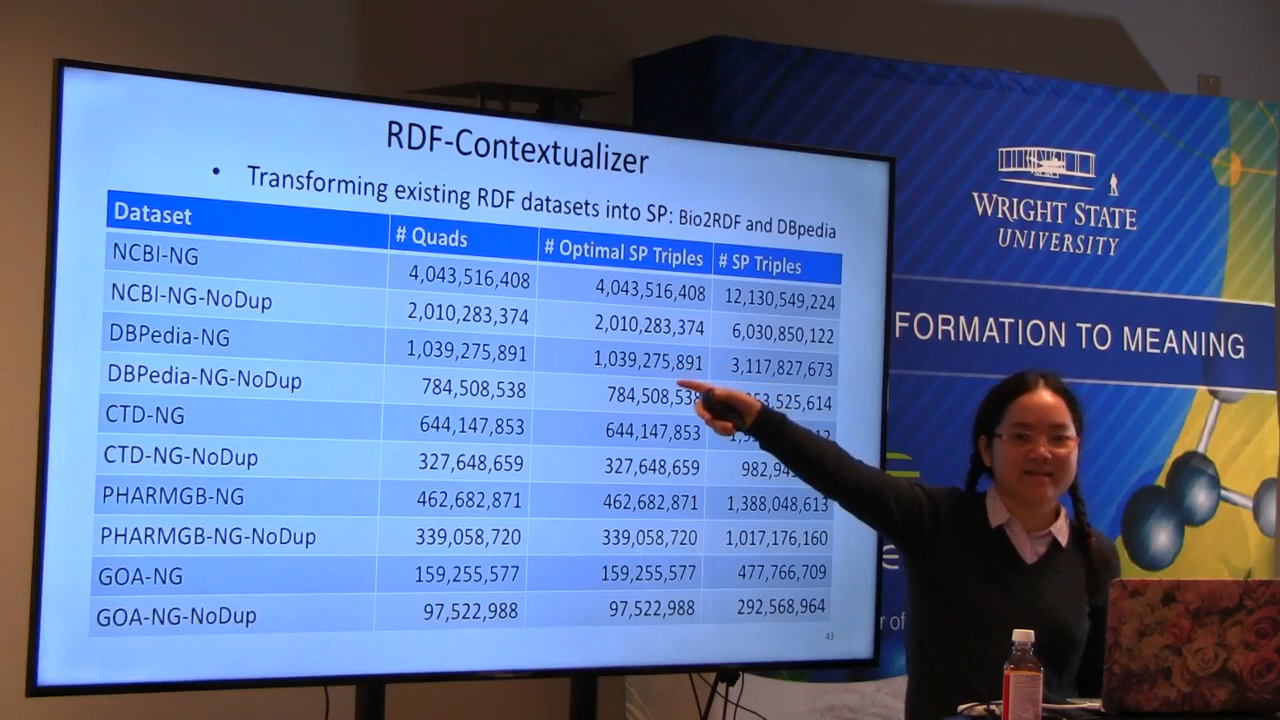 RDF-Contextualizer
• Transforming existing RDF datasets into SP: Bio2RDF and DBpedia
Dataset # Quads # Optimal SP Triples # SP Triples
NCBI-NG 4,043,516,408 4,043,516,408 12,130,549,224
NCBI-NG-NoDup 2,010,283,374 2,010,283,374 6,030,850,122
DBPedia-NG 1,039,275,891 1,039,275,891 3,117,827,673
DBPedia-NG-NoDup 784,508,538 784,508,538 53,525,614
CTD-NG 644,147,853 644,147,853
CTD-NG-NoDup 327,648,659 327,648,659
PHARMGB-NG 462,682,871 462,682,871 1,388,048,613
PHARMGB-NG-NoDup 339,058,720 339,058,720 1,017,176,160
GOA-NG 159,255,577 159,255,577 477,766,709
GOA-NG-NoDup 97,522,988 97,522,988 292,568,964
43
WRIGHT STATE
UNIVERSITY
FORMATION TO MEANING
r of